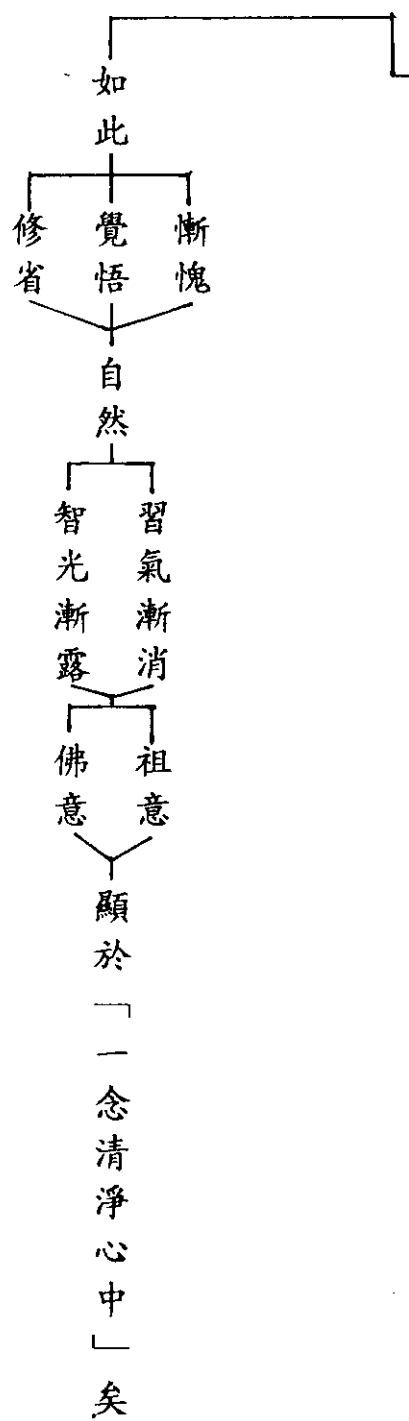 如此
慚愧
覺悟
修省
自然
習氣漸消
智光漸露
祖意
佛意
顯於「一念清淨心中」矣